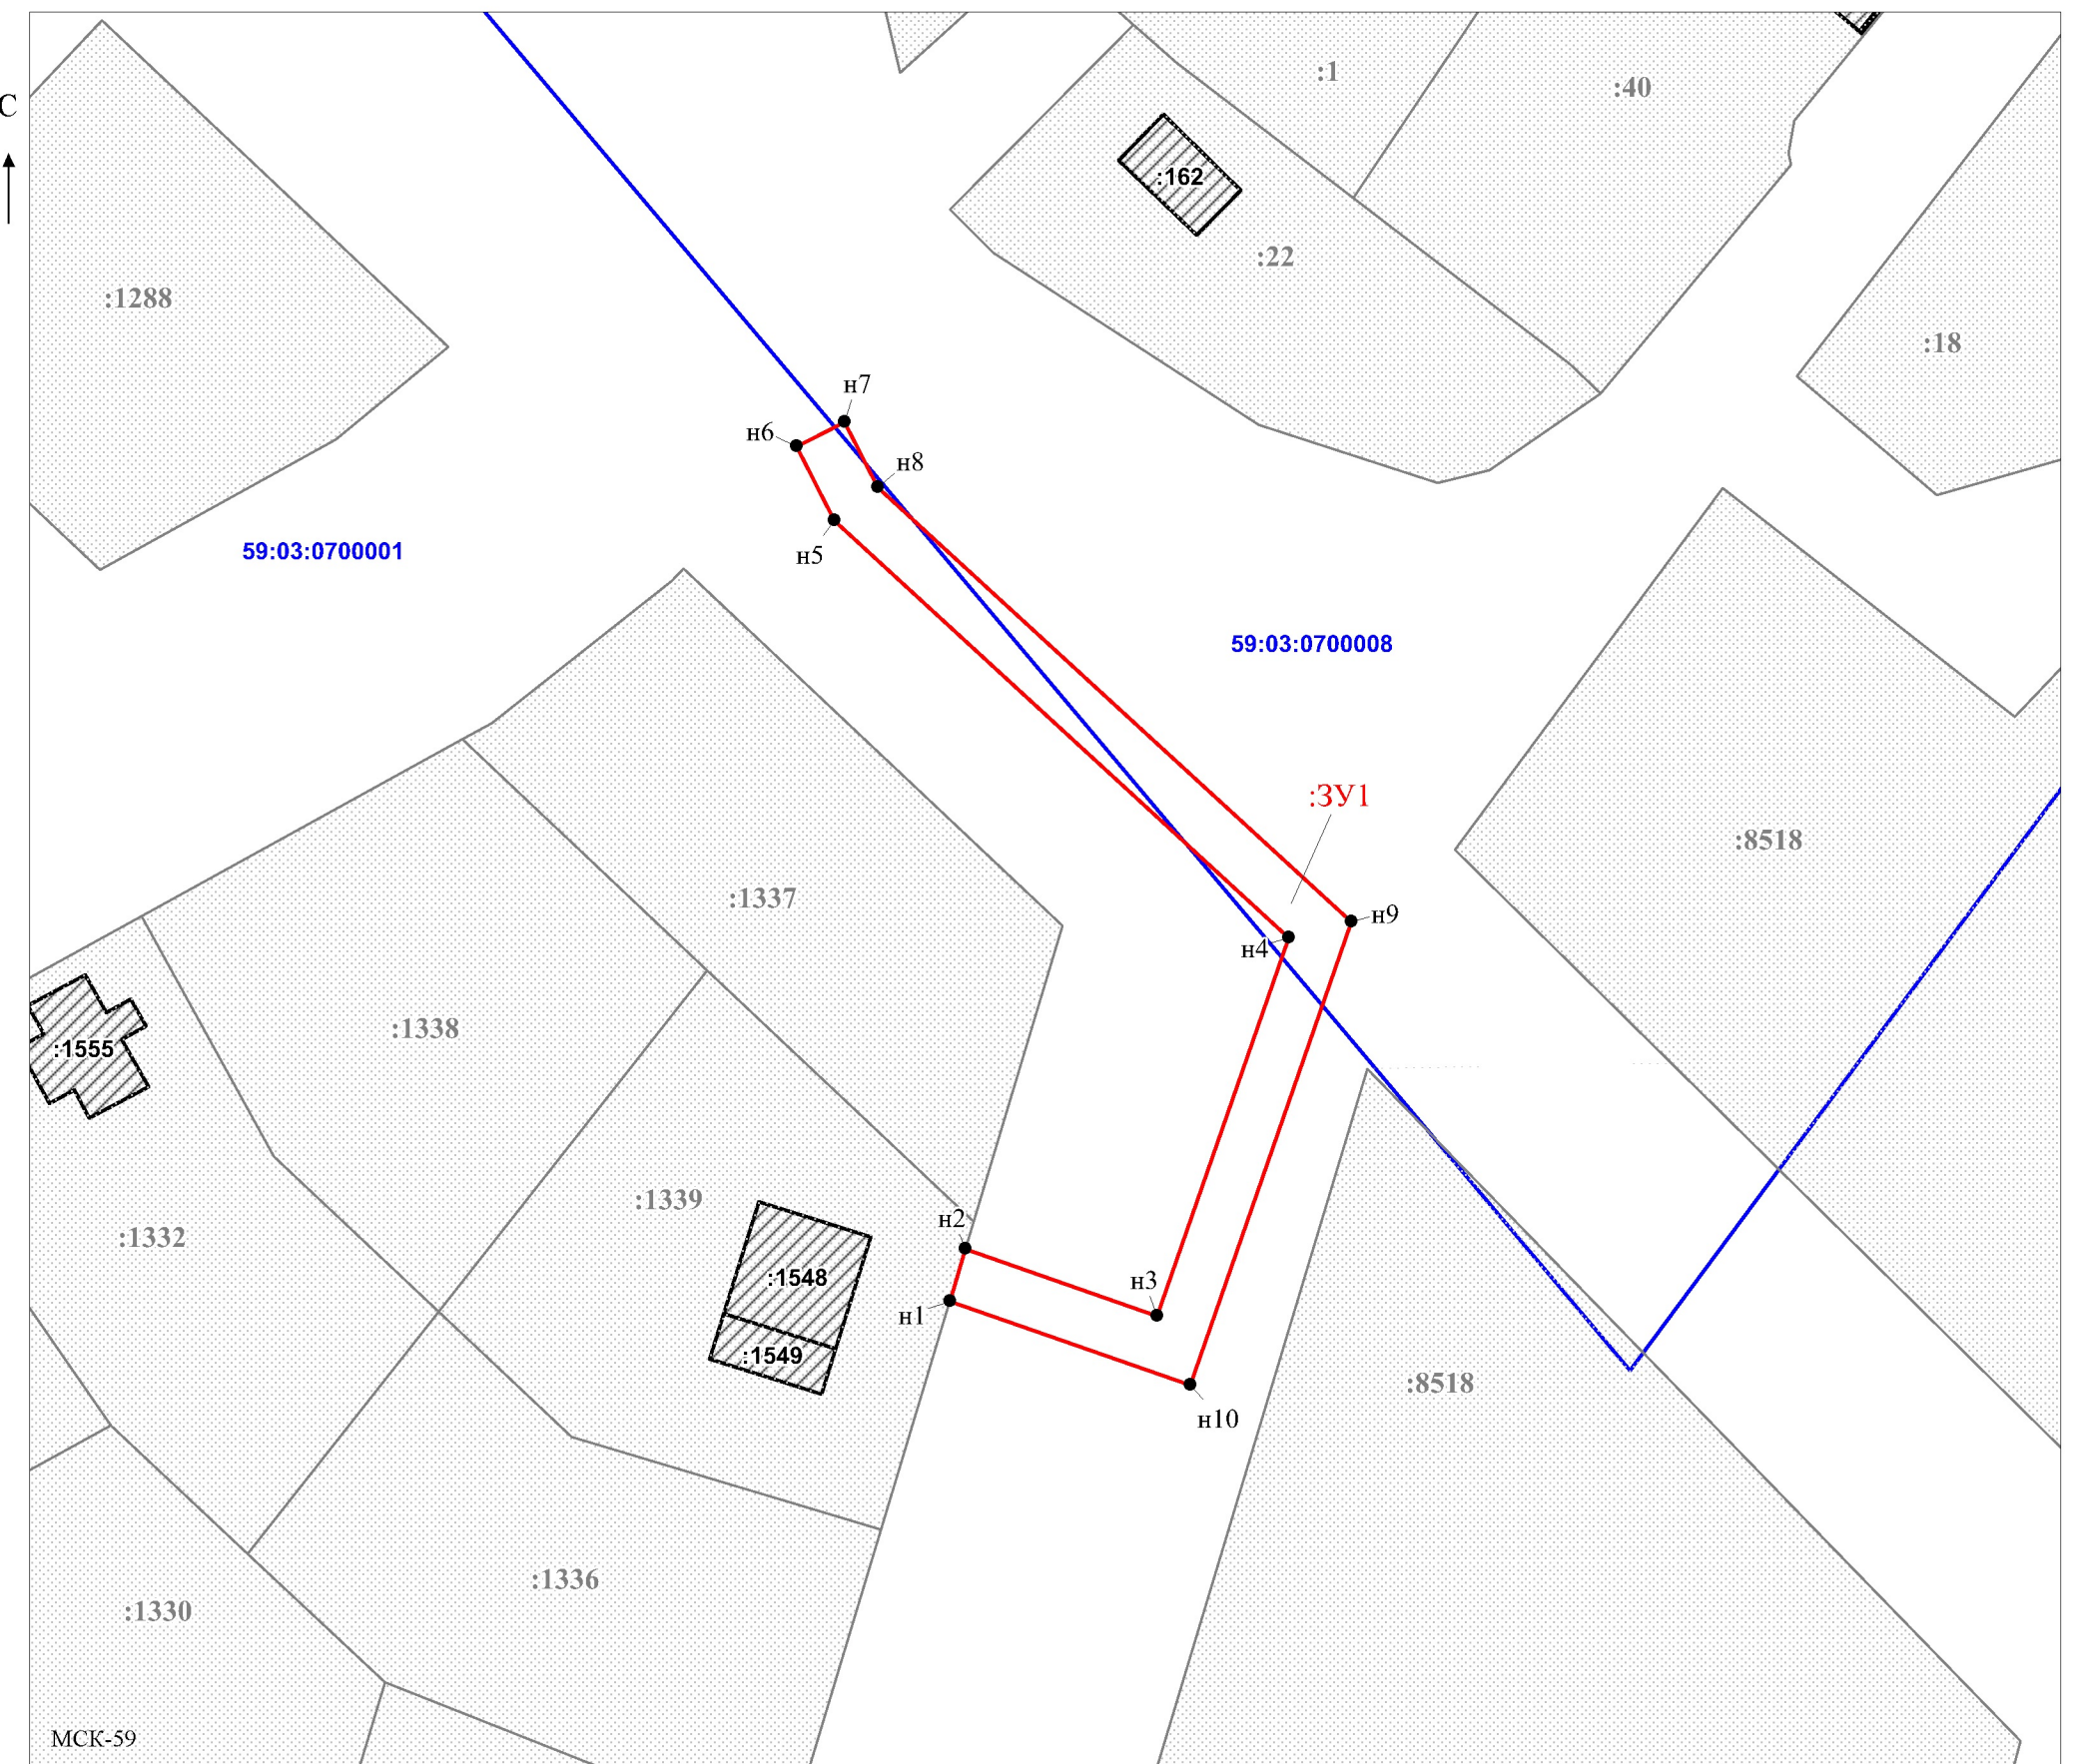 :1
:40
С
:162
:22
:1288
:18
н7
н6
н8
59:03:0700001
н5
59:03:0700008
:ЗУ1
:8518
:1337
н9
н4
:1338
:1555
:1339
н2
:1332
:1548
н3
н1
:1549
:8518
н10
:1336
:1330
МСК-59